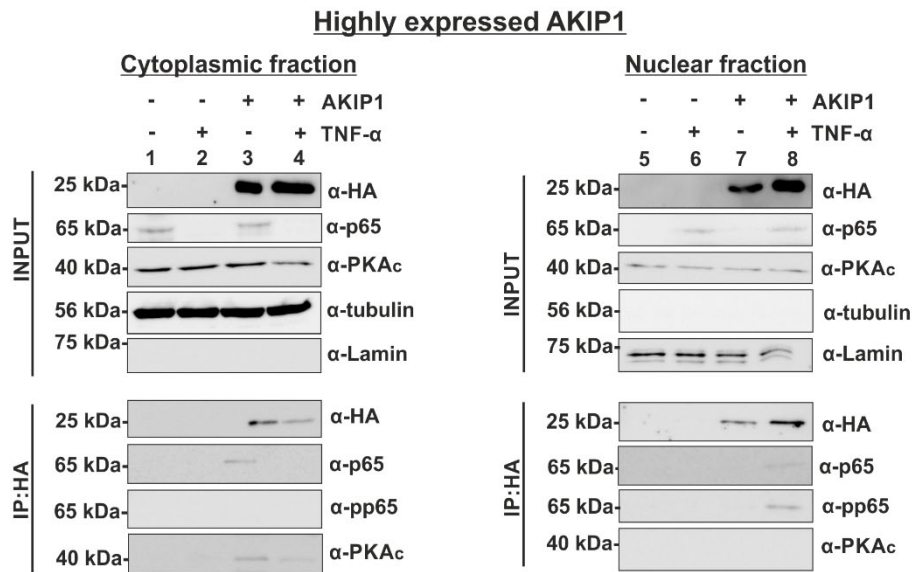 Highly expressed AKIP1
Cytoplasmic fraction
- - + + AKIP1
- + - + TNF-α
1 2 3 4
INPUT
25 kDa- α-HA
65 kDa- α-p65
40 kDa- α-PKAc
56 kDa- α-tubulin
75 kDa- α-Lamin
IP:HA
25 kDa- α-HA
65 kDa- α-p65
65 kDa- α-pp65
40 kDa- α-PKAc
Nuclear fraction
- - + + AKIP1
- + - + TNF-α
5 6 7 8
INPUT
25 kDa- α-HA
65 kDa- α-p65
40 kDa- α-PKAc
56 kDa- α-tubulin
75 kDa- α-Lamin
IP:HA
25 kDa- α-HA
65 kDa- α-p65
65 kDa- α-pp65
40 kDa- α-PKAc